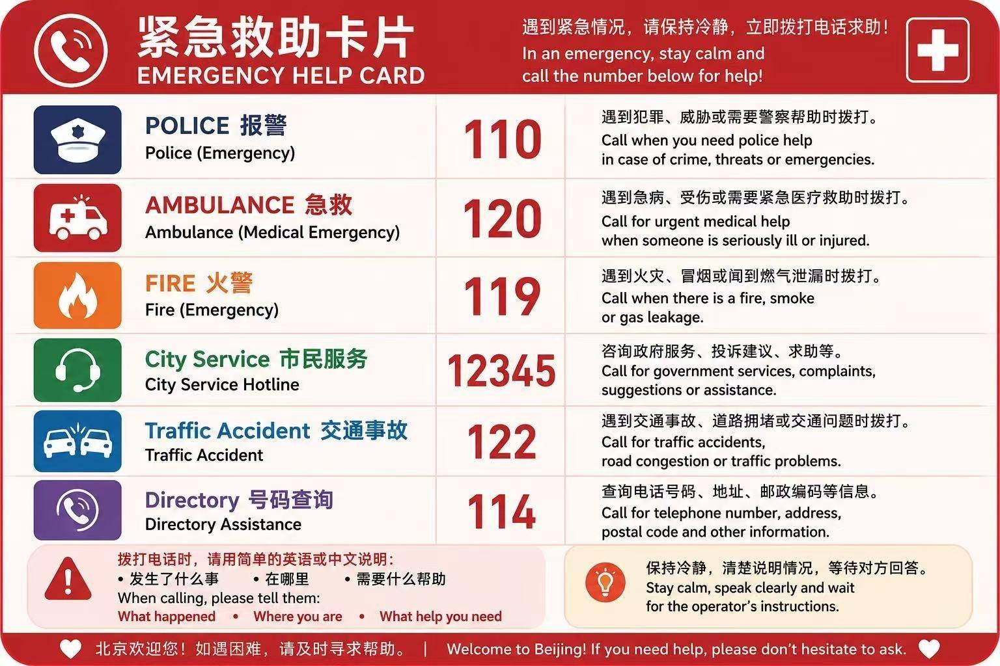 紧急救助卡片
EMERGENCY HELP CARD
遇到紧急情况，请保持冷静，立即拨打电话求助！
In an emergency, stay calm and
call the number below for help!
POLICE 报警
Police (Emergency)
110
遇到犯罪、威胁或需要警察帮助时拨打。
Call when you need police help
in case of crime, threats or emergencies.
AMBULANCE 急救
Ambulance (Medical Emergency)
120
遇到急病、受伤或需要紧急医疗救助时拨打。
Call for urgent medical help
when someone is seriously ill or injured.
FIRE 火警
Fire (Emergency)
119
遇到火灾、冒烟或闻到燃气泄漏时拨打。
Call when there is a fire, smoke
or gas leakage.
City Service 市民服务
City Service Hotline
12345
咨询政府服务、投诉建议、求助等。
Call for government services, complaints,
suggestions or assistance.
Traffic Accident 交通事故
Traffic Accident
122
遇到交通事故、道路拥堵或交通问题时拨打。
Call for traffic accidents,
road congestion or traffic problems.
Directory 号码查询
Directory Assistance
114
查询电话号码、地址、邮政编码等信息。
Call for telephone number, address,
postal code and other information.
拨打电话时，请用简单的英语或中文说明：
• 发生了什么事 • 在哪里 • 需要什么帮助
When calling, please tell them:
What happened • Where you are • What help you need
保持冷静，清楚说明情况，等待对方回答。
Stay calm, speak clearly and wait
for the operator's instructions.
北京欢迎您！如遇困难，请及时寻求帮助。 | Welcome to Beijing! If you need help, please don't hesitate to ask.